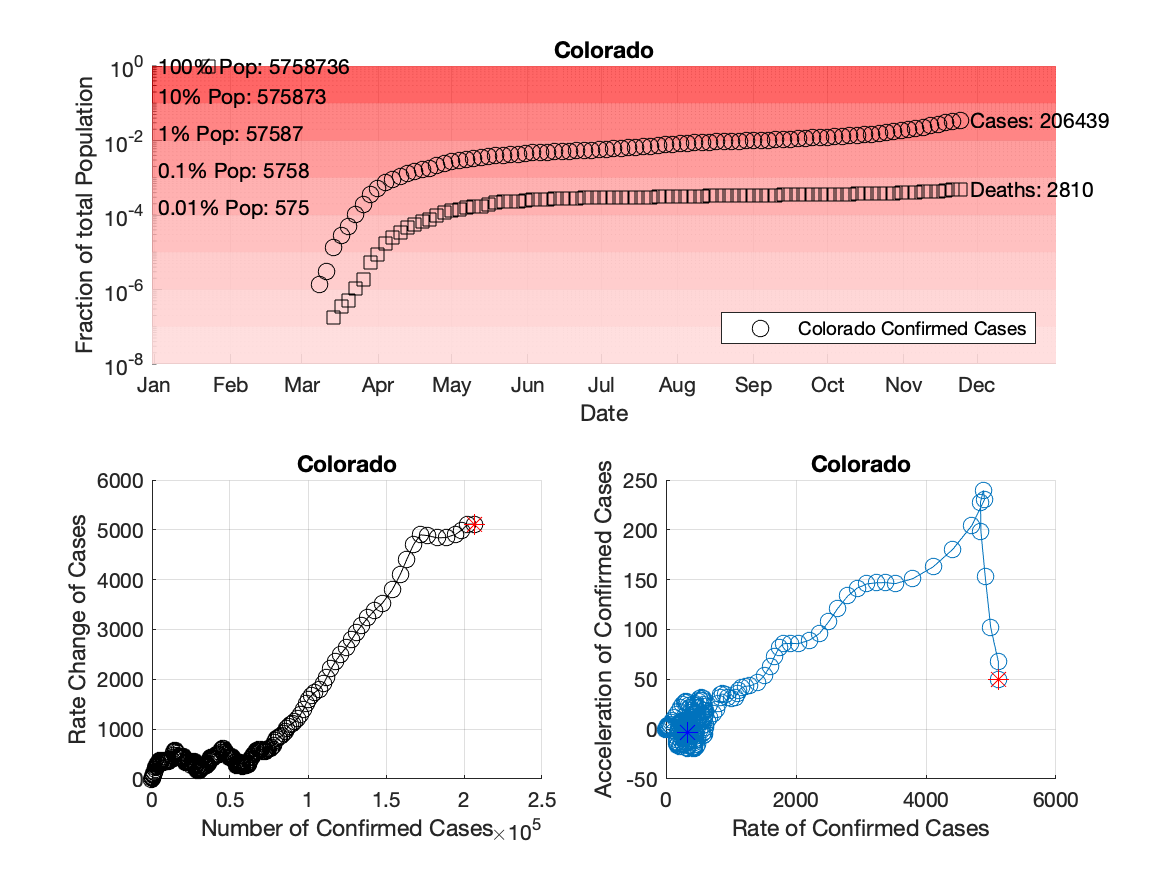 Colorado
10^0
100% Pop: 5758736
10% Pop: 575873
10^-2
1% Pop: 57587
Cases: 206439
0.1% Pop: 5758
Deaths: 2810
10^-4
0.01% Pop: 575
10^-6
Colorado Confirmed Cases
10^-8
Fraction of total Population
Jan Feb Mar Apr May Jun Jul Aug Sep Oct Nov Dec
Date
Colorado
6000
5000
4000
3000
2000
1000
0
Rate Change of Cases
0 0.5 1 1.5 2 2.5
Number of Confirmed Cases ×10^5
Colorado
250
200
150
100
50
0
-50
Acceleration of Confirmed Cases
0 2000 4000 6000
Rate of Confirmed Cases